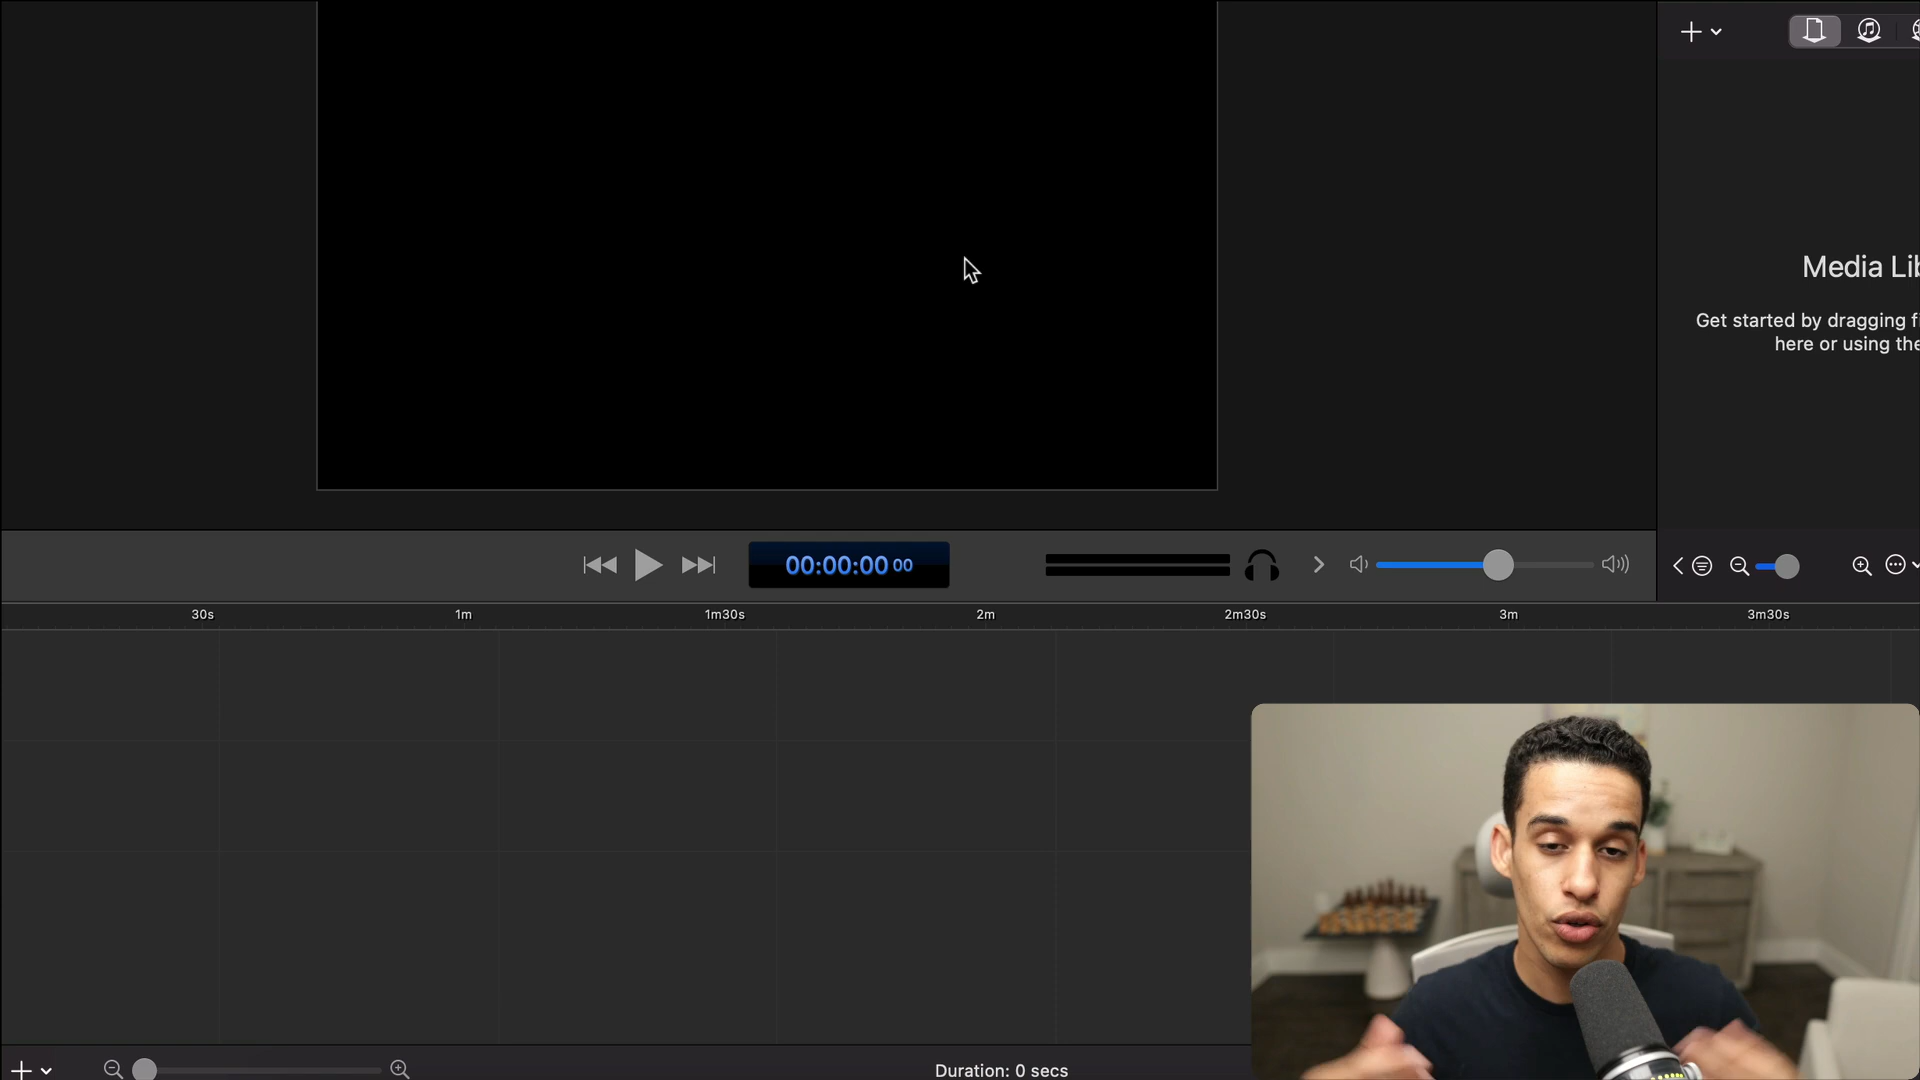 Media Lib
Get started by dragging fi
here or using the
00:00:00 00
30s
1m
1m30s
2m
2m30s
3m
3m30s
Duration: 0 secs